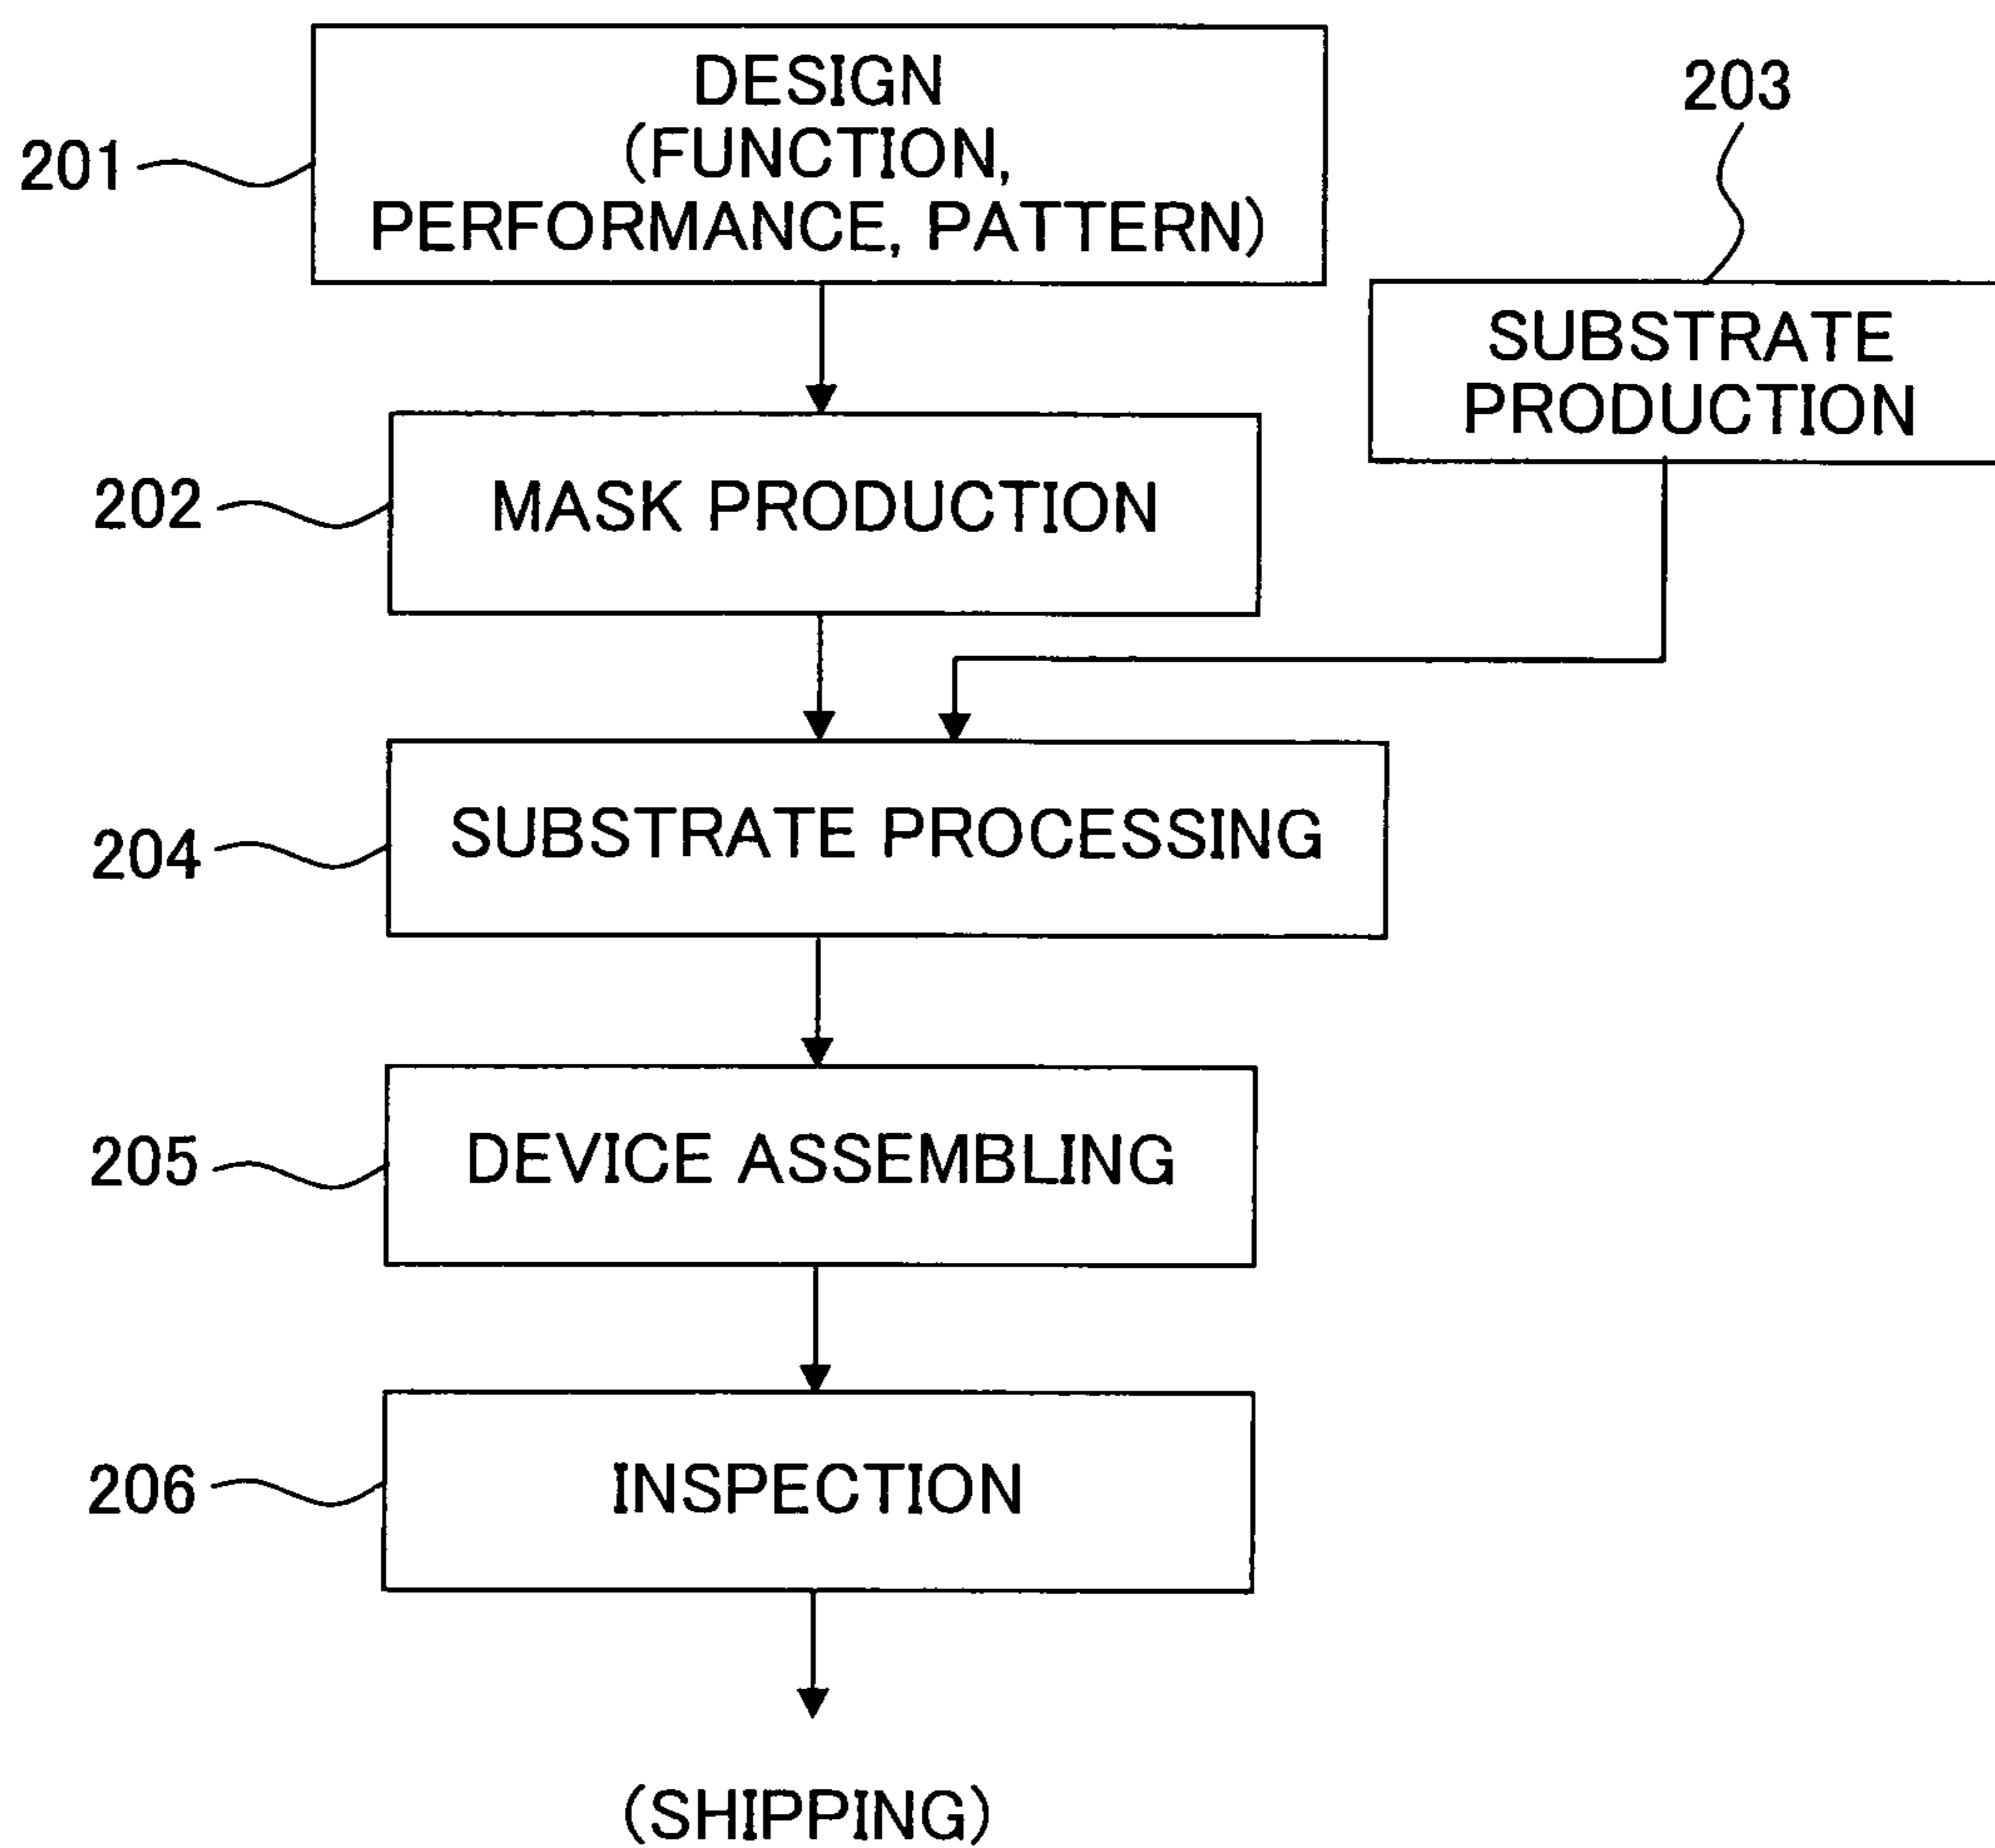 DESIGN
(FUNCTION,
PERFORMANCE, PATTERN)
201
203
SUBSTRATE
PRODUCTION
202
MASK PRODUCTION
204
SUBSTRATE PROCESSING
205
DEVICE ASSEMBLING
206
INSPECTION
(SHIPPING)